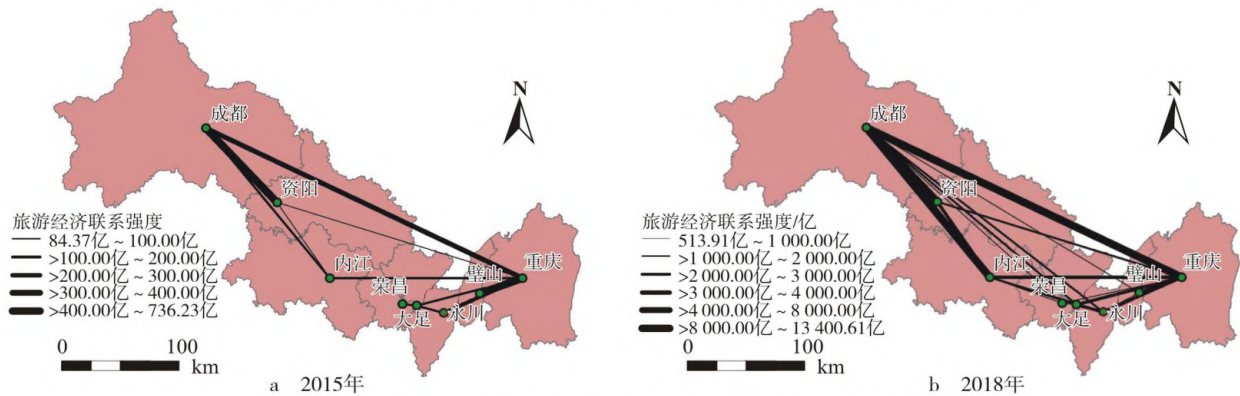 N
成都
资阳
旅游经济联系强度
84.37亿~100.00亿
>100.00亿~200.00亿
>200.00亿~300.00亿
>300.00亿~400.00亿
>400.00亿~736.23亿
内江
荣昌
大足
永川
璧山
重庆
0 100
km
a 2015年
N
成都
资阳
旅游经济联系强度/亿
513.91亿~1 000.00亿
>1 000.00亿~2 000.00亿
>2 000.00亿~3 000.00亿
>3 000.00亿~4 000.00亿
>4 000.00亿~8 000.00亿
>8 000.00亿~13 400.61亿
内江
荣昌
大足
永川
璧山
重庆
0 100
km
b 2018年